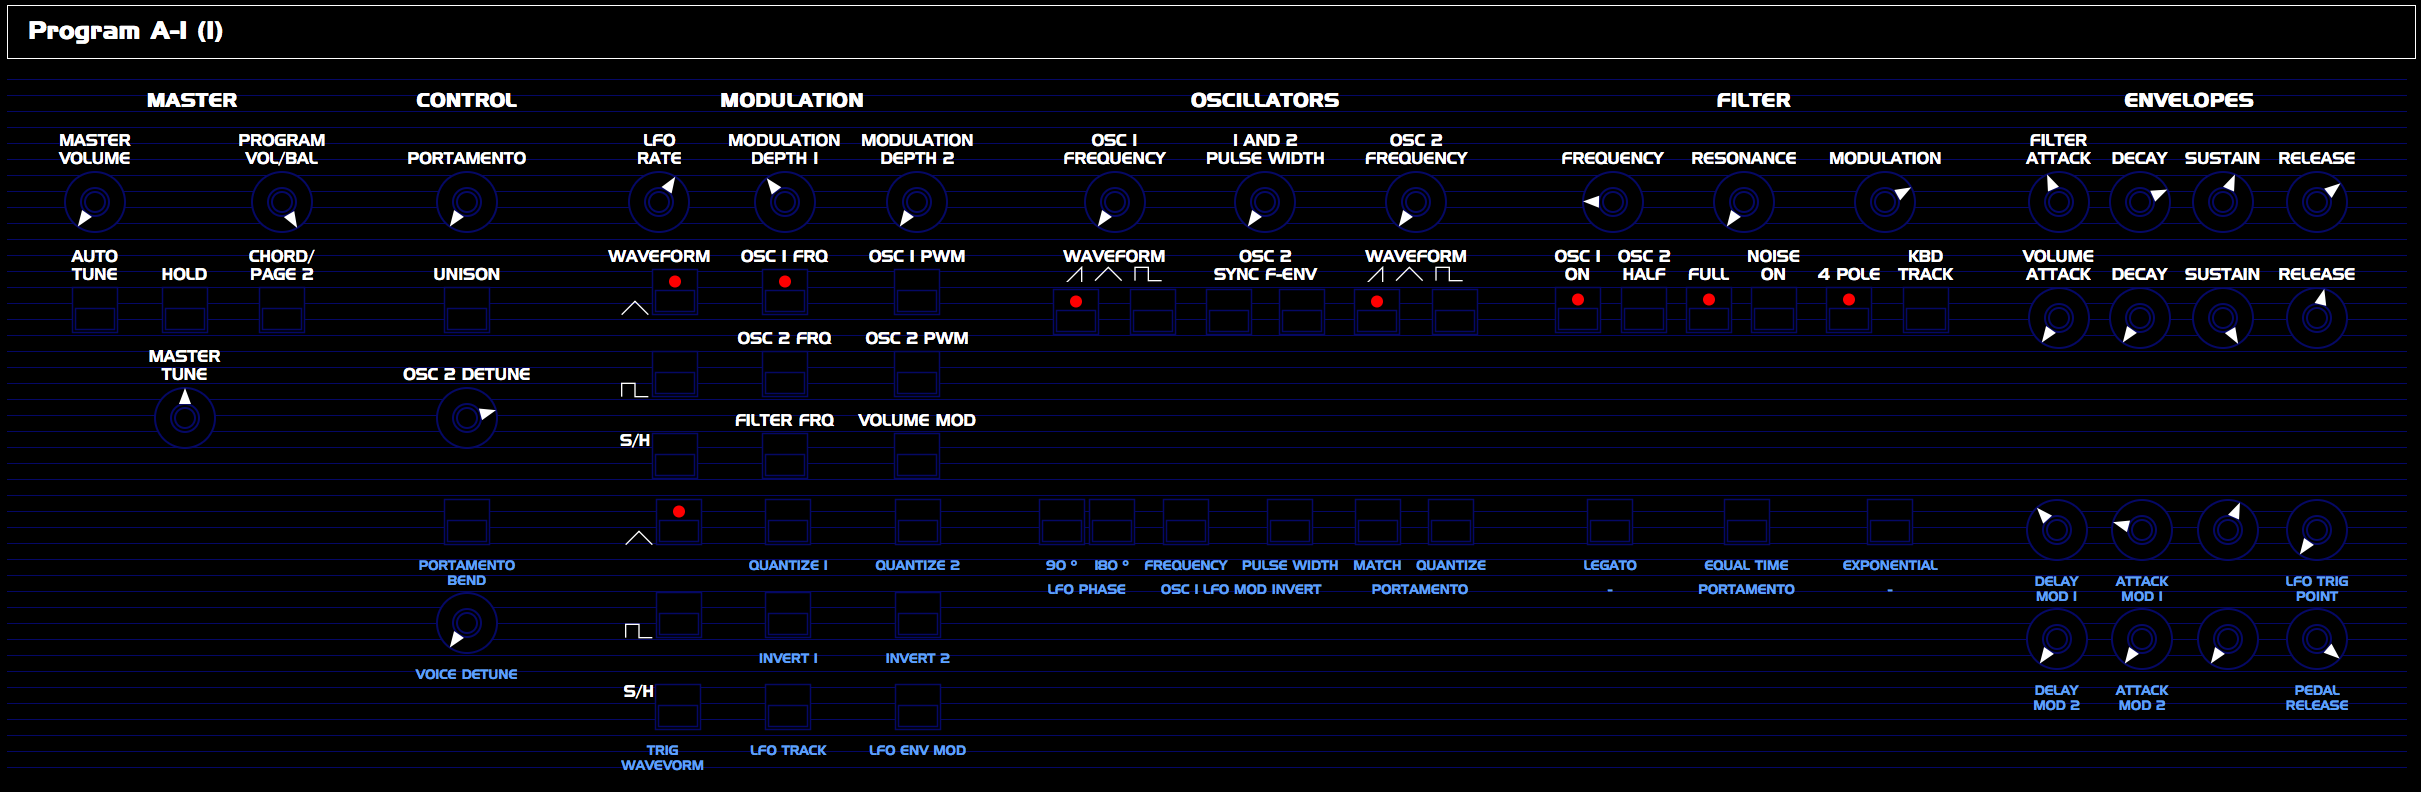 Program A-1 (1)
MASTER CONTROL MODULATION OSCILLATORS FILTER ENVELOPES
MASTER VOLUME
PROGRAM VOL/BAL
PORTAMENTO
LFO RATE
MODULATION DEPTH 1
MODULATION DEPTH 2
OSC 1 FREQUENCY
1 AND 2 PULSE WIDTH
OSC 2 FREQUENCY
FREQUENCY
RESONANCE
MODULATION
FILTER ATTACK
DECAY
SUSTAIN
RELEASE
AUTO TUNE
HOLD
CHORD/ PAGE 2
UNISON
WAVEFORM
OSC 1 FRQ
OSC 1 PWM
WAVEFORM
OSC 2 SYNC F-ENV
WAVEFORM
OSC 1 ON
OSC 2 HALF
FULL
NOISE ON
4 POLE
KBD TRACK
VOLUME ATTACK
DECAY
SUSTAIN
RELEASE
OSC 2 FRQ
OSC 2 PWM
MASTER TUNE
OSC 2 DETUNE
FILTER FRQ
VOLUME MOD
S/H
PORTAMENTO BEND
QUANTIZE 1
QUANTIZE 2
90 °
180 °
FREQUENCY
PULSE WIDTH
MATCH
QUANTIZE
LEGATO
EQUAL TIME
EXPONENTIAL
LFO PHASE
OSC 1 LFO MOD INVERT
PORTAMENTO
-
PORTAMENTO
-
DELAY MOD 1
ATTACK MOD 1
LFO TRIG POINT
VOICE DETUNE
INVERT 1
INVERT 2
S/H
DELAY MOD 2
ATTACK MOD 2
PEDAL RELEASE
TRIG WAVEVORM
LFO TRACK
LFO ENV MOD